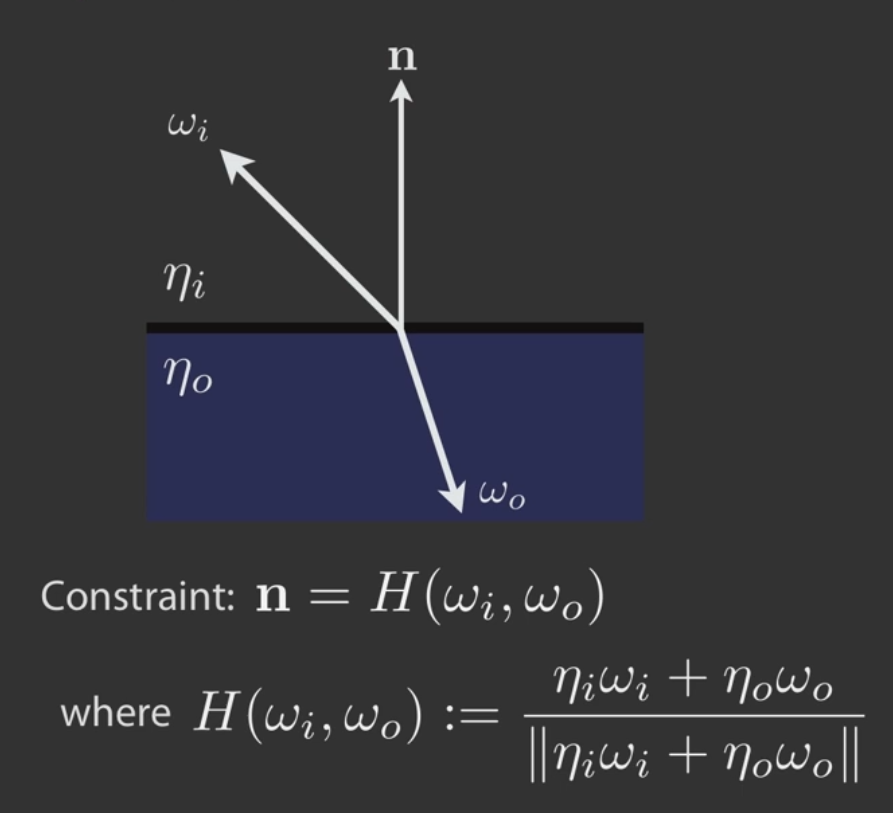 n
ωᵢ
ηᵢ
ηₒ
ωₒ
Constraint: n = H(ωᵢ, ωₒ)
where H(ωᵢ, ωₒ) := (ηᵢωᵢ + ηₒωₒ) / ‖ηᵢωᵢ + ηₒωₒ‖